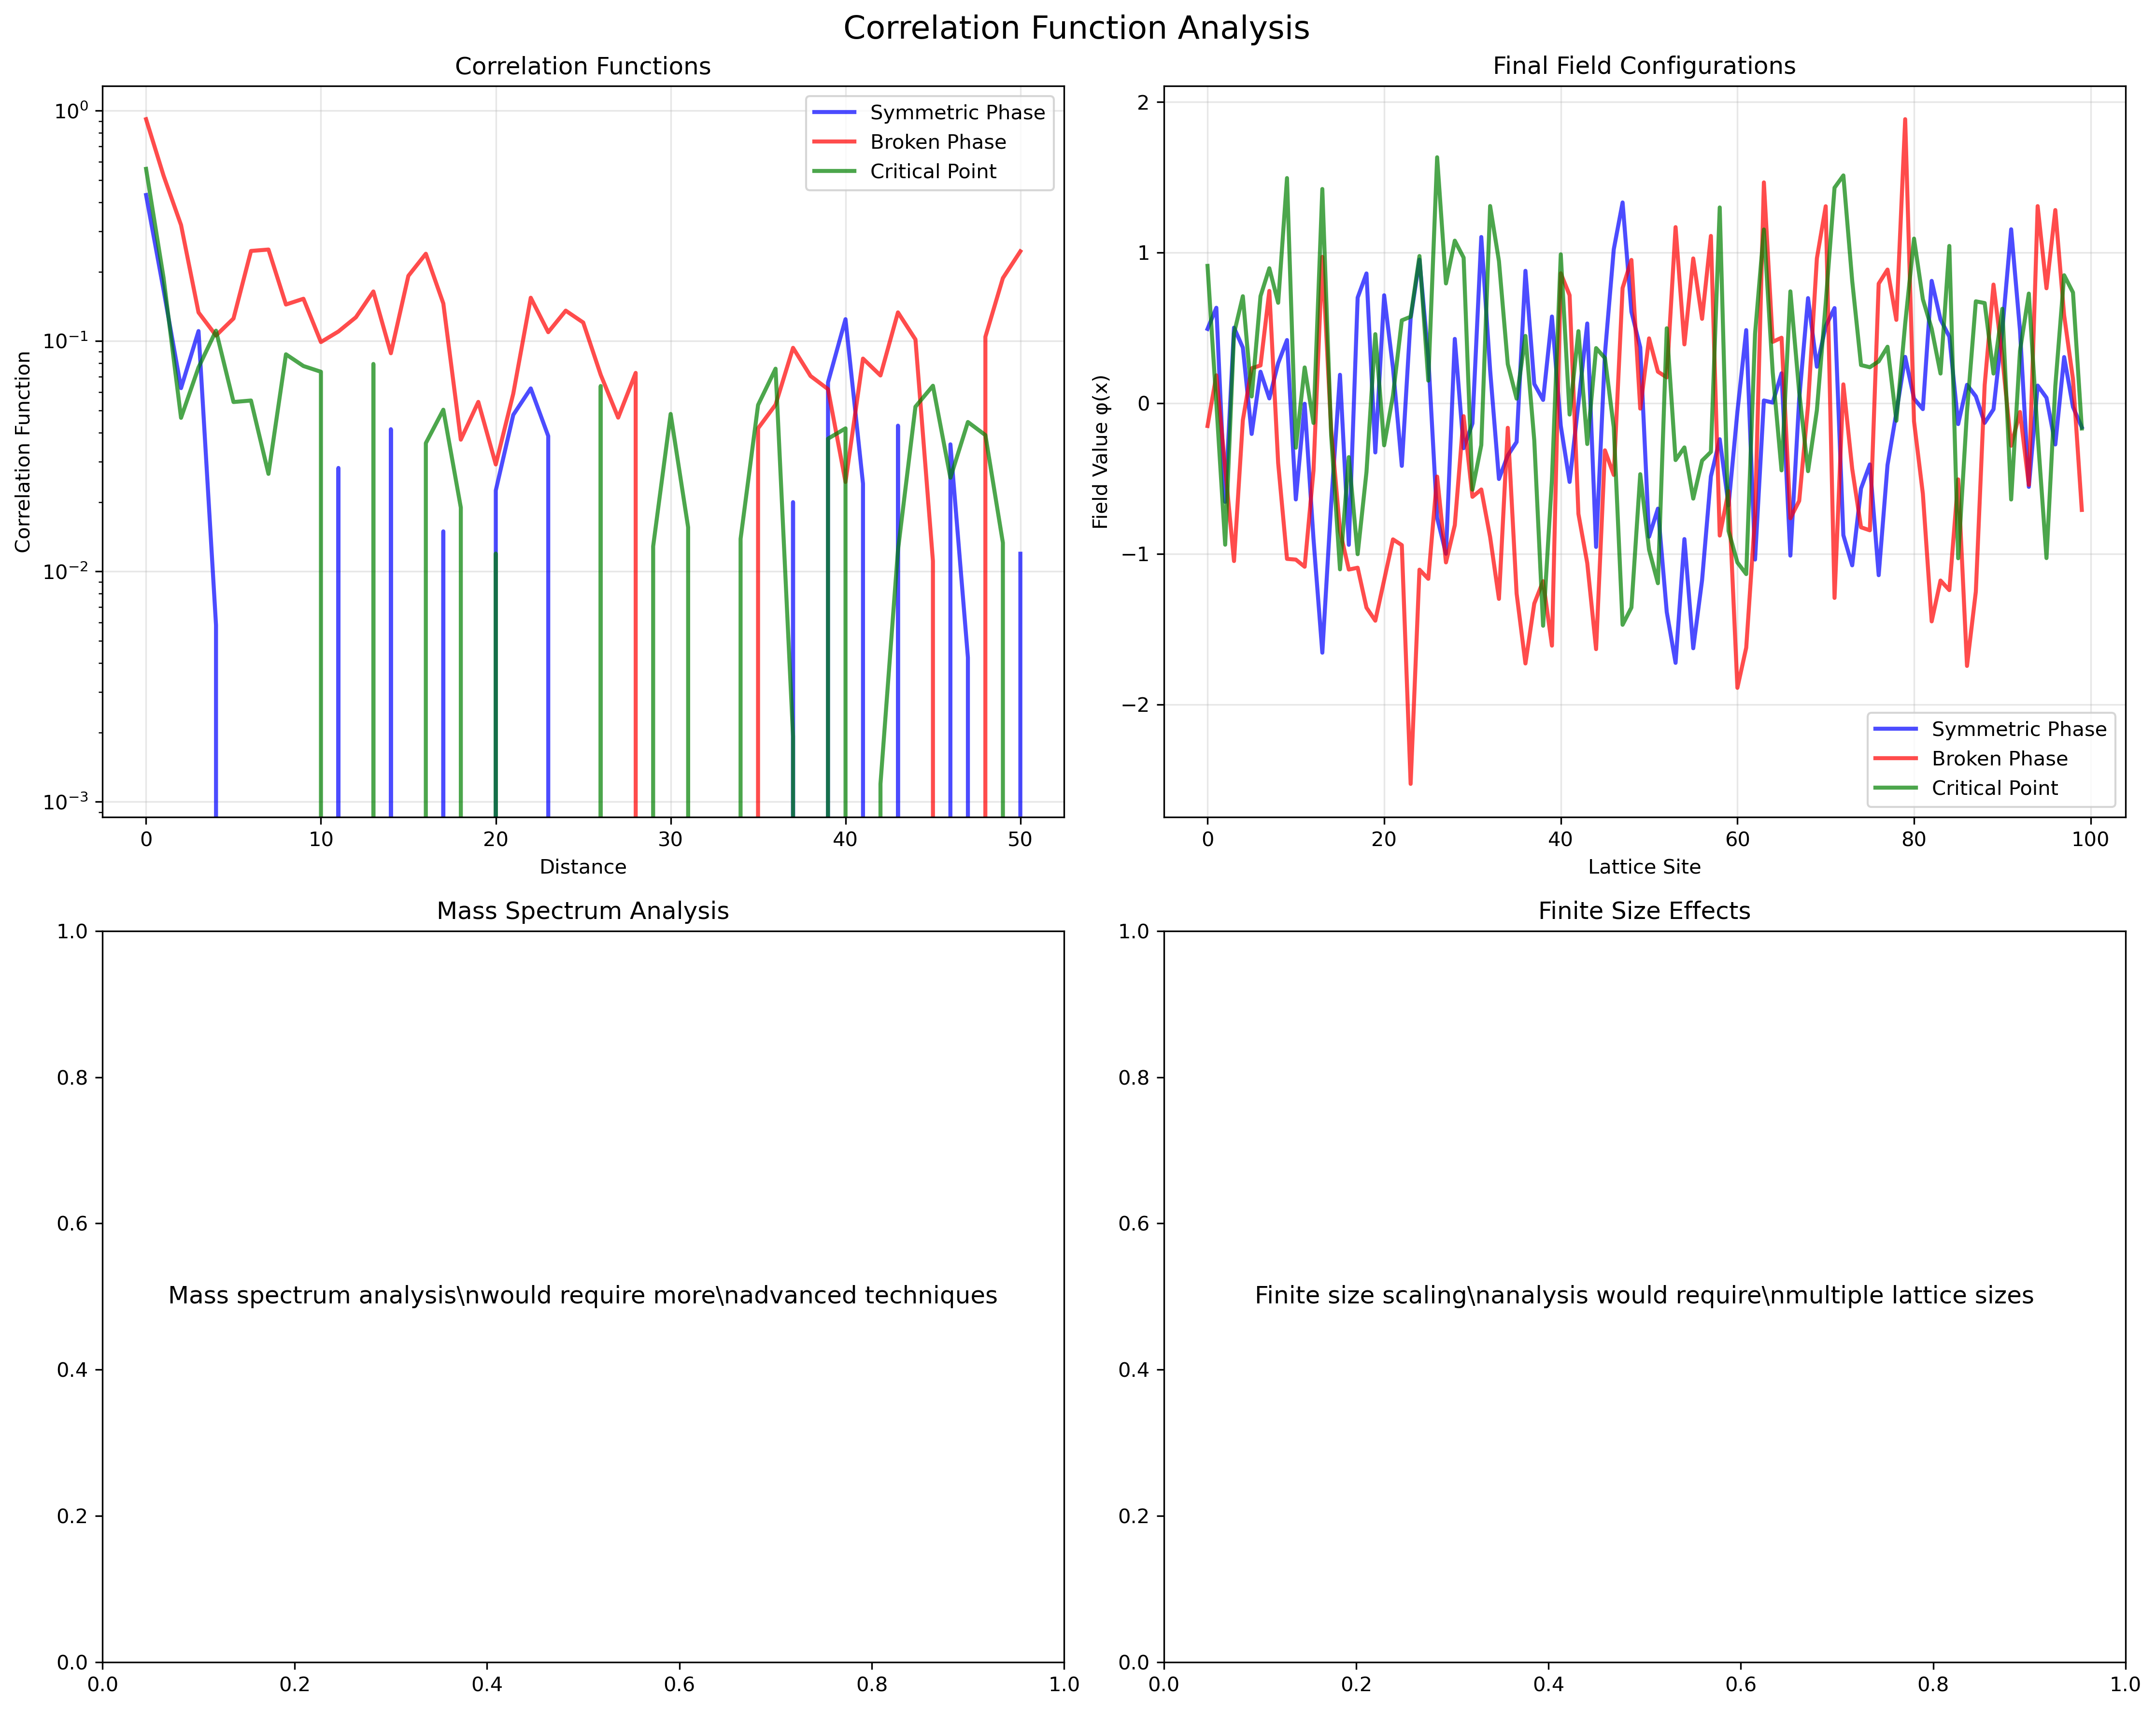 Correlation Function Analysis
Correlation Functions
10⁰
10⁻¹
10⁻²
10⁻³
Correlation Function
0 10 20 30 40 50
Distance
Symmetric Phase
Broken Phase
Critical Point
Final Field Configurations
2
1
0
−1
−2
Field Value φ(x)
0 20 40 60 80 100
Lattice Site
Symmetric Phase
Broken Phase
Critical Point
Mass Spectrum Analysis
1.0
0.8
0.6
0.4
0.2
0.0
Mass spectrum analysis\nwould require more\nadvanced techniques
0.0 0.2 0.4 0.6 0.8 1.0
Finite Size Effects
1.0
0.8
0.6
0.4
0.2
0.0
Finite size scaling\nanalysis would require\nmultiple lattice sizes
0.0 0.2 0.4 0.6 0.8 1.0